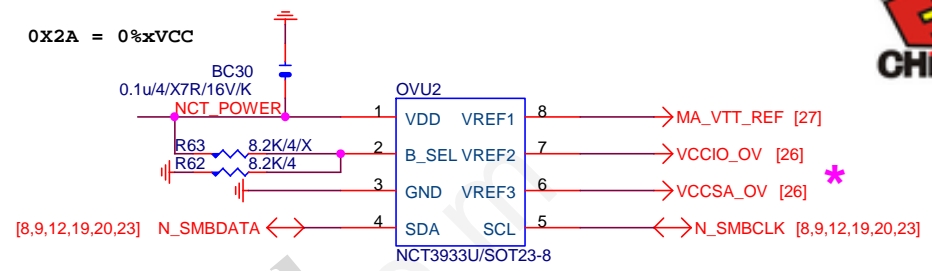 0X2A = 0%xVCC
BC30
0.1u/4/X7R/16V/K
NCT_POWER
OVU2
1 VDD VREF1 8 MA_VTT_REF [27]
R63 8.2K/4/X
2 B_SEL VREF2 7 VCCIO_OV [26]
R62 8.2K/4
3 GND VREF3 6 VCCSA_OV [26] *
[8,9,12,19,20,23] N_SMBDATA 4 SDA SCL 5 N_SMBCLK [8,9,12,19,20,23]
NCT3933U/SOT23-8